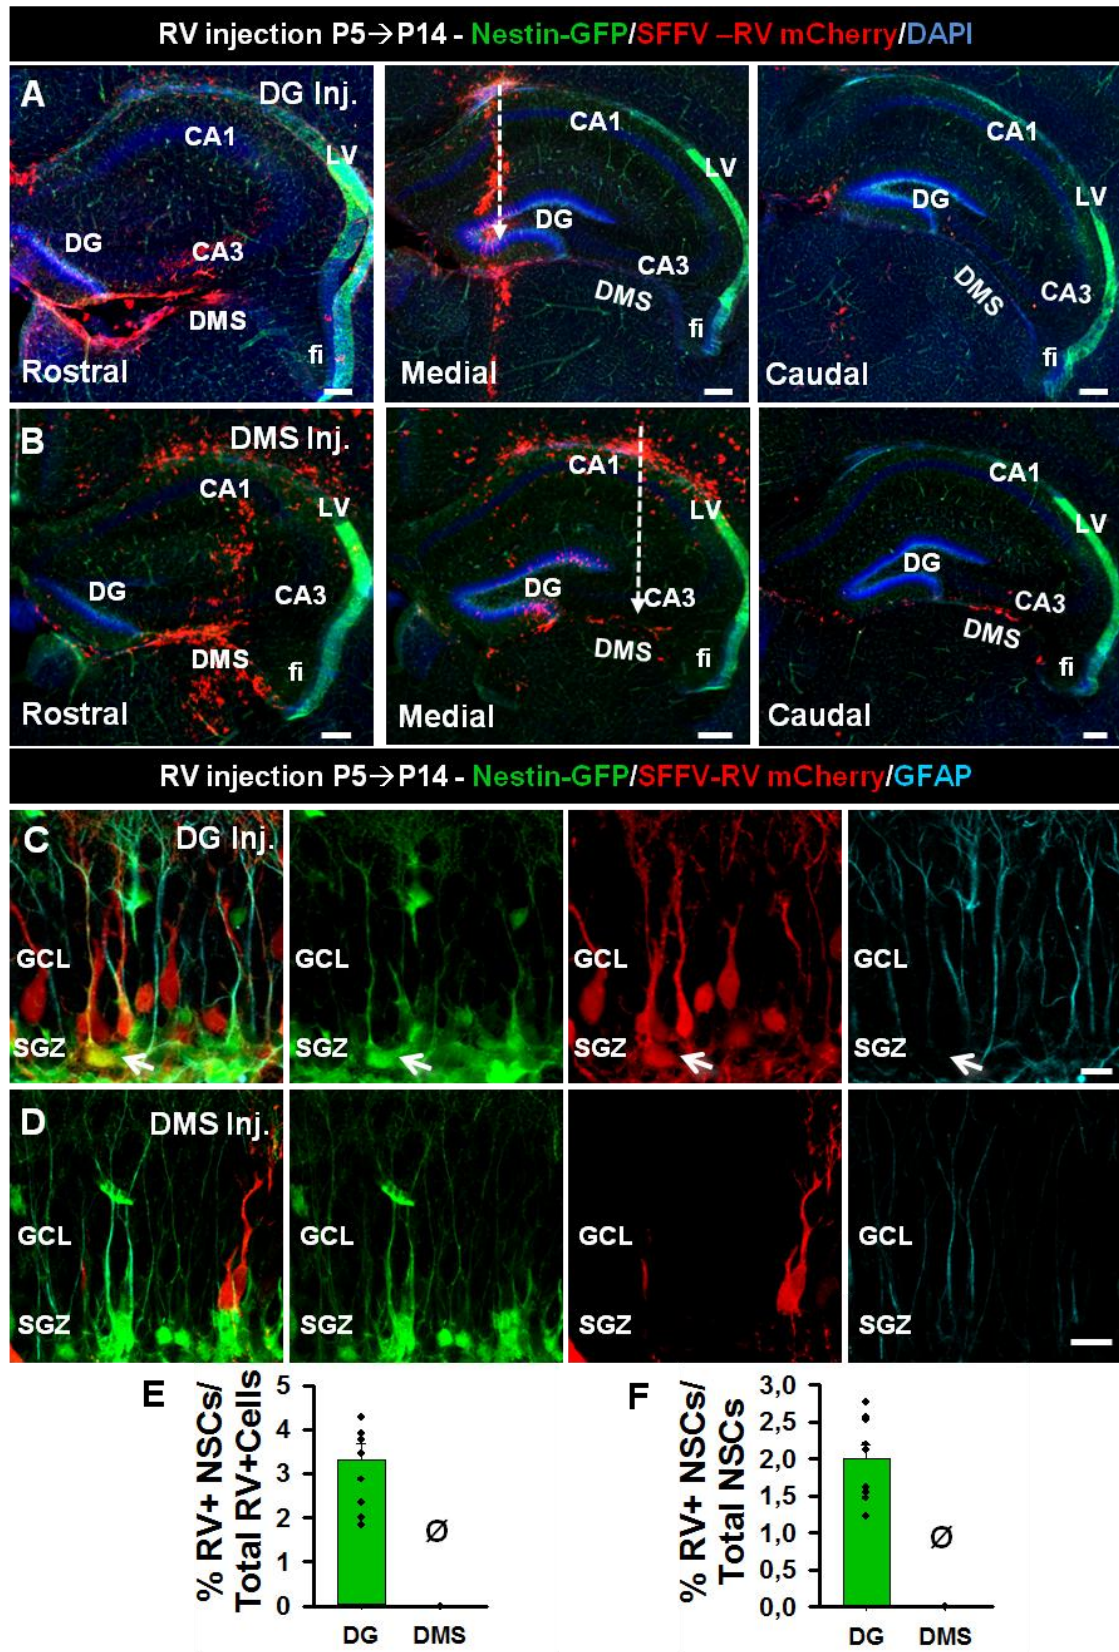 RV injection P5→P14 - Nestin-GFP/SFFV –RV mCherry/DAPI
A DG Inj.
CA1
LV
DG
CA3
DMS
fi
Rostral
CA1
LV
DG
CA3
DMS
fi
Medial
CA1
LV
DG
CA3
DMS
fi
Caudal
B DMS Inj.
CA1
LV
DG
CA3
DMS
fi
Rostral
CA1
LV
DG
CA3
DMS
fi
Medial
CA1
LV
DG
CA3
DMS
fi
Caudal
RV injection P5→P14 - Nestin-GFP/SFFV-RV mCherry/GFAP
C DG Inj.
GCL
SGZ
GCL
SGZ
GCL
SGZ
GCL
SGZ
D DMS Inj.
GCL
SGZ
GCL
SGZ
GCL
SGZ
GCL
SGZ
E
% RV+ NSCs/
Total RV+Cells
5
4
3
2
1
0
Ø
DG DMS
F
% RV+ NSCs/
Total NSCs
3,0
2,5
2,0
1,5
1,0
0,5
0,0
Ø
DG DMS